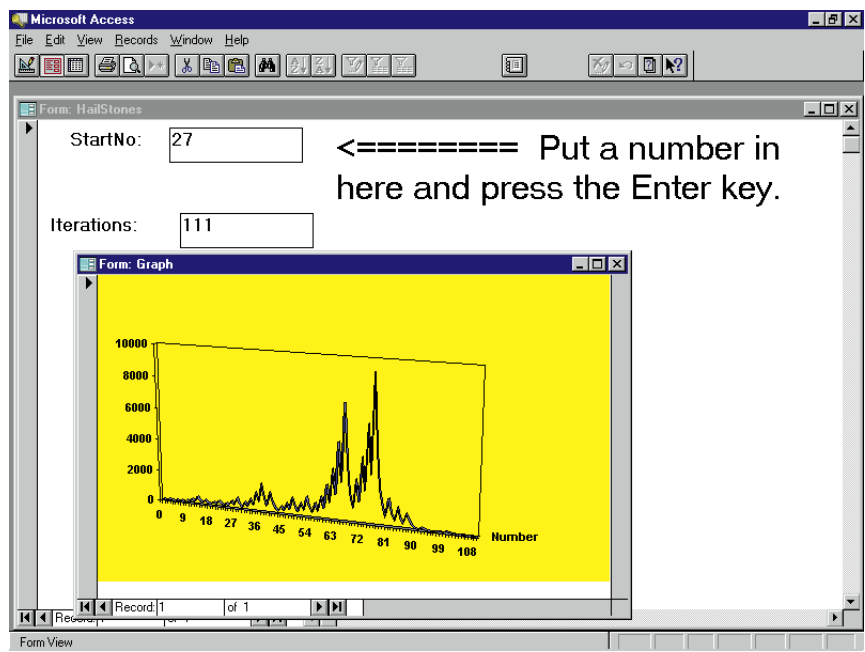 Microsoft Access
File Edit View Records Window Help
Form: HailStones
StartNo: 27
<======== Put a number in
here and press the Enter key.
Iterations: 111
Form: Graph
10000
8000
6000
4000
2000
0
0 9 18 27 36 45 54 63 72 81 90 99 108
Number
Record: 1 of 1
Form View